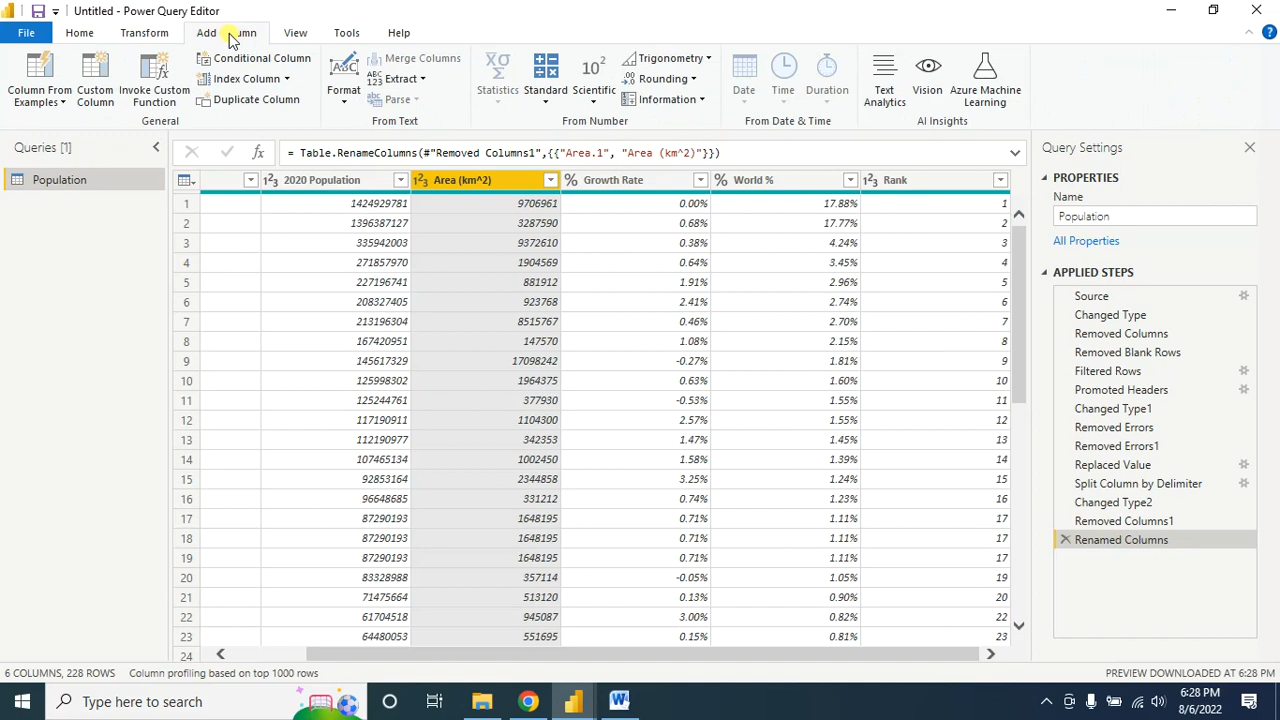 Untitled - Power Query Editor
File Home Transform Add Column View Tools Help
Column From Examples
Custom Column
Invoke Custom Function
Conditional Column
Index Column
Duplicate Column
General
Format
Merge Columns
ABC 123 Extract
Parse
From Text
Statistics
Standard
10² Scientific
Trigonometry
Rounding
Information
From Number
Date
Time
Duration
From Date & Time
Text Analytics
Vision
Azure Machine Learning
AI Insights
Queries [1]
Population
= Table.RenameColumns(#"Removed Columns1",{{"Area.1", "Area (km^2)"}})
2020 Population Area (km^2) Growth Rate World % Rank
1 1424929781 9706961 0.00% 17.88% 1
2 1396387127 3287590 0.68% 17.77% 2
3 335942003 9372610 0.38% 4.24% 3
4 271857970 1904569 0.64% 3.45% 4
5 227196741 881912 1.91% 2.96% 5
6 208327405 923768 2.41% 2.74% 6
7 213196304 8515767 0.46% 2.70% 7
8 167420951 147570 1.08% 2.15% 8
9 145617329 17098242 -0.27% 1.81% 9
10 125998302 1964375 0.63% 1.60% 10
11 125244761 377930 -0.53% 1.55% 11
12 117190911 1104300 2.57% 1.55% 12
13 112190977 342353 1.47% 1.45% 13
14 107465134 1002450 1.58% 1.39% 14
15 92853164 2344858 3.25% 1.24% 15
16 96648685 331212 0.74% 1.23% 16
17 87290193 1648195 0.71% 1.11% 17
18 87290193 1648195 0.71% 1.11% 17
19 87290193 1648195 0.71% 1.11% 17
20 83328988 357114 -0.05% 1.05% 19
21 71475664 513120 0.13% 0.90% 20
22 61704518 945087 3.00% 0.82% 22
23 64480053 551695 0.15% 0.81% 23
24
Query Settings
PROPERTIES
Name
Population
All Properties
APPLIED STEPS
Source
Changed Type
Removed Columns
Removed Blank Rows
Filtered Rows
Promoted Headers
Changed Type1
Removed Errors
Removed Errors1
Replaced Value
Split Column by Delimiter
Changed Type2
Removed Columns1
Renamed Columns
6 COLUMNS, 228 ROWS Column profiling based on top 1000 rows PREVIEW DOWNLOADED AT 6:28 PM
Type here to search
6:28 PM
8/6/2022